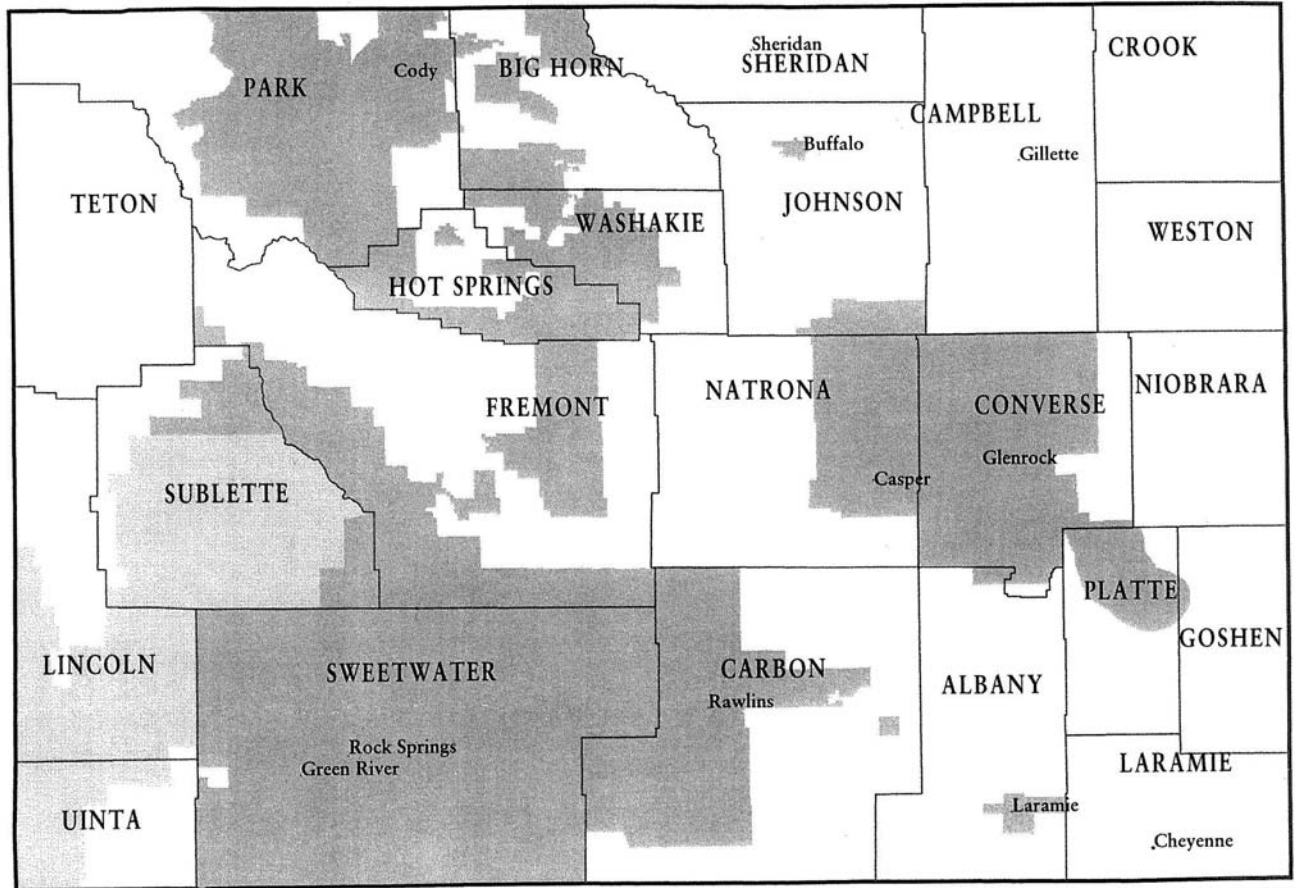 CROOK
Sheridan
SHERIDAN
BIG HORN
Cody
PARK
CAMPBELL
Buffalo
Gillette
TETON
JOHNSON
WASHAKIE
WESTON
HOT SPRINGS
NIOBRARA
NATRONA
FREMONT
CONVERSE
Glenrock
Casper
SUBLETTE
PLATTE
GOSHEN
LINCOLN
SWEETWATER
CARBON
Rawlins
ALBANY
Rock Springs
Green River
LARAMIE
Laramie
UINTA
Cheyenne